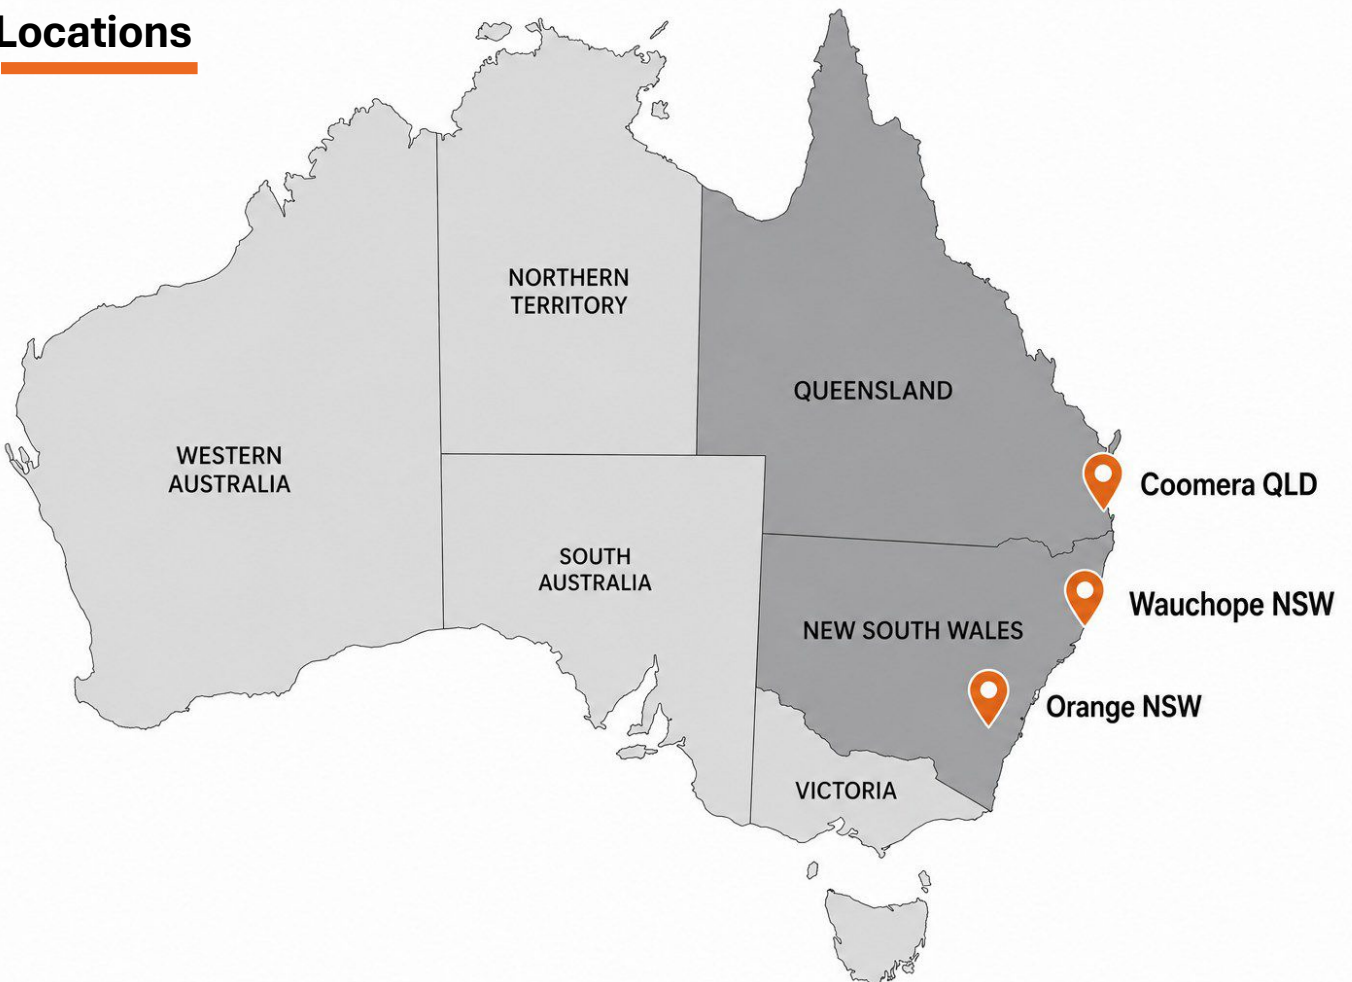 Locations
NORTHERN
TERRITORY
QUEENSLAND
WESTERN
AUSTRALIA
Coomera QLD
SOUTH
AUSTRALIA
Wauchope NSW
NEW SOUTH WALES
Orange NSW
VICTORIA